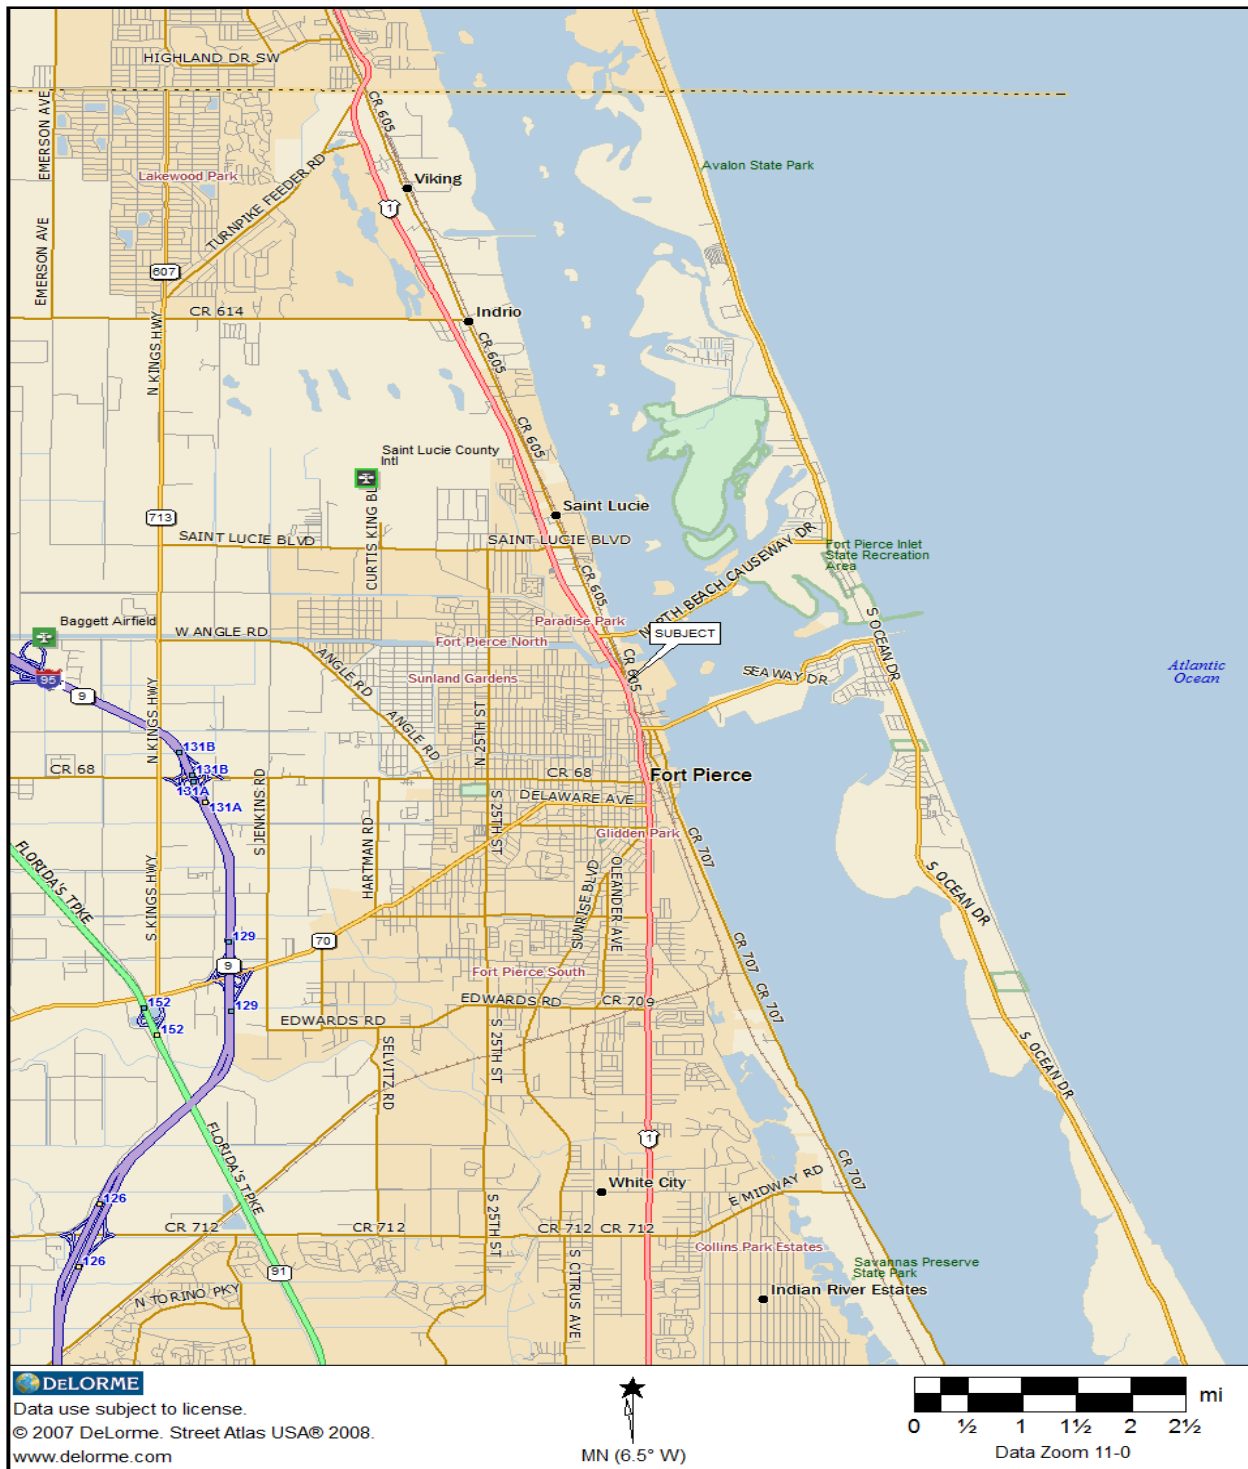 HIGHLAND DR SW
EMERSON AVE
CR 605
Avalon State Park
Lakewood Park
Viking
TURNPIKE FEEDER RD
1
EMERSON AVE
607
CR 614
Indrio
N KINGS HWY
CR 605
CR 605
Saint Lucie County
Intl
Saint Lucie
713
SAINT LUCIE BLVD
CURTIS KING BL
SAINT LUCIE BLVD
NORTH BEACH CAUSEWAY DR
Fort Pierce Inlet
State Recreation
Area
CR 605
Baggett Airfield
W ANGLE RD
Paradise Park
Fort Pierce North
SUBJECT
S OCEAN DR
ANGLE RD
Sunland Gardens
CR 605
SEAWAY DR
Atlantic
Ocean
95
9
N KINGS HWY
ANGLE RD
N 25TH ST
131B
131B
CR 68
CR 68
Fort Pierce
131A
131A
S JENKINS RD
DELAWARE AVE
S 25TH ST
HARTMAN RD
Glidden Park
CR 707
FLORIDA'S TPKE
S KINGS HWY
SUNRISE BLVD
OLEANDER AVE
S OCEAN DR
129
70
9
Fort Pierce South
CR 707
CR 707
152
129
EDWARDS RD
CR 709
EDWARDS RD
152
S 25TH ST
SELVITZ RD
S OCEAN DR
FLORIDA'S TPKE
1
CR 707
White City
E MIDWAY RD
126
CR 712
CR 712
S 25TH ST
CR 712
CR 712
Collins Park Estates
126
91
S CITRUS AVE
Savannas Preserve
State Park
N TORINO PKY
Indian River Estates
DELORME
Data use subject to license.
© 2007 DeLorme. Street Atlas USA® 2008.
www.delorme.com
MN (6.5° W)
mi
0 ½ 1 1½ 2 2½
Data Zoom 11-0